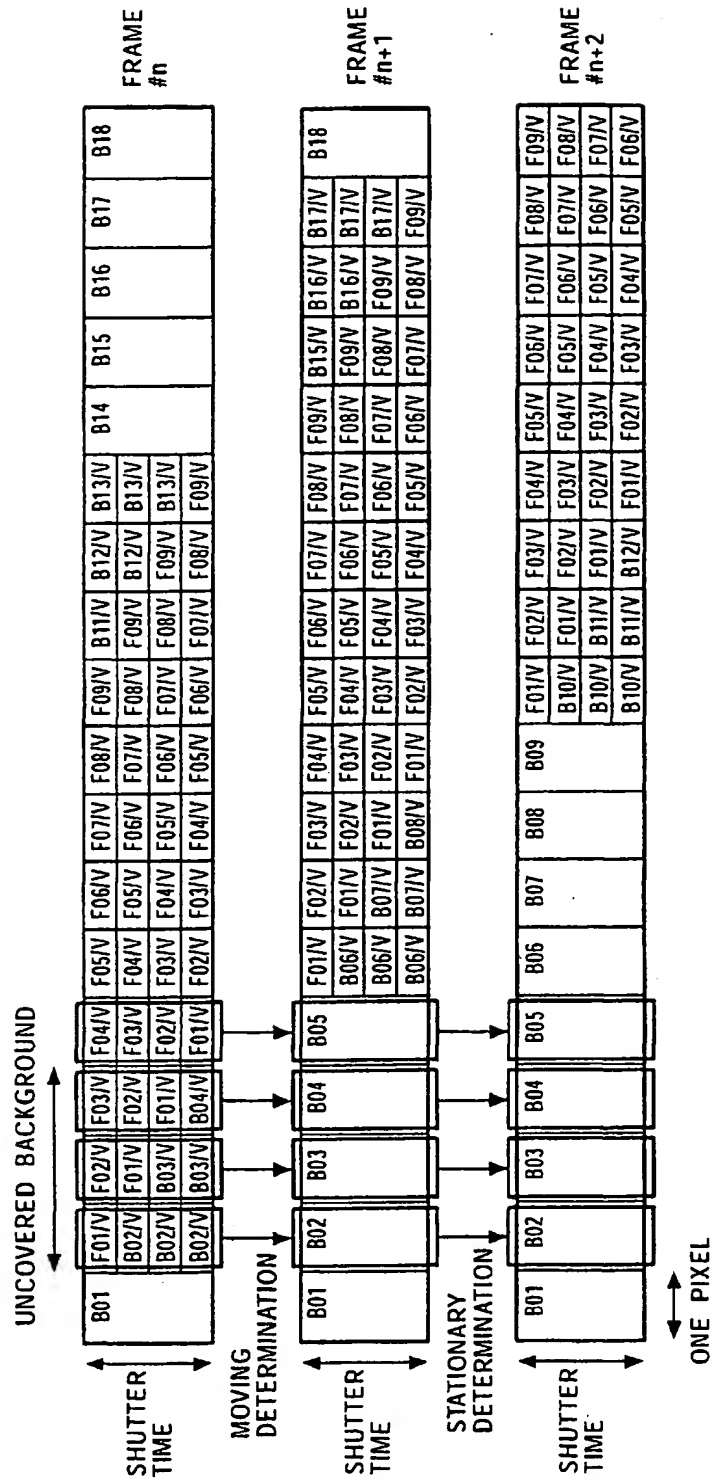 UNCOVERED BACKGROUND
SHUTTER TIME
B01 F01/V F02/V F03/V F04/V F05/V F06/V F07/V F08/V F09/V B11/V B12/V B13/V B14 B15 B16 B17 B18
B02/V F01/V F02/V F03/V F04/V F05/V F06/V F07/V F08/V F09/V B12/V B13/V
B02/V B03/V F01/V F02/V F03/V F04/V F05/V F06/V F07/V F08/V F09/V B13/V
B02/V B03/V B04/V F01/V F02/V F03/V F04/V F05/V F06/V F07/V F08/V F09/V
FRAME
#n
MOVING
DETERMINATION
SHUTTER
TIME
B01 B02 B03 B04 B05 F01/V F02/V F03/V F04/V F05/V F06/V F07/V F08/V F09/V B15/V B16/V B17/V B18
B06/V F01/V F02/V F03/V F04/V F05/V F06/V F07/V F08/V F09/V B16/V B17/V
B06/V B07/V F01/V F02/V F03/V F04/V F05/V F06/V F07/V F08/V F09/V B17/V
B06/V B07/V B08/V F01/V F02/V F03/V F04/V F05/V F06/V F07/V F08/V F09/V
FRAME
#n+1
STATIONARY
DETERMINATION
SHUTTER
TIME
B01 B02 B03 B04 B05 B06 B07 B08 B09 F01/V F02/V F03/V F04/V F05/V F06/V F07/V F08/V F09/V
B10/V F01/V F02/V F03/V F04/V F05/V F06/V F07/V F08/V
B10/V B11/V F01/V F02/V F03/V F04/V F05/V F06/V F07/V
B10/V B11/V B12/V F01/V F02/V F03/V F04/V F05/V F06/V
FRAME
#n+2
ONE PIXEL